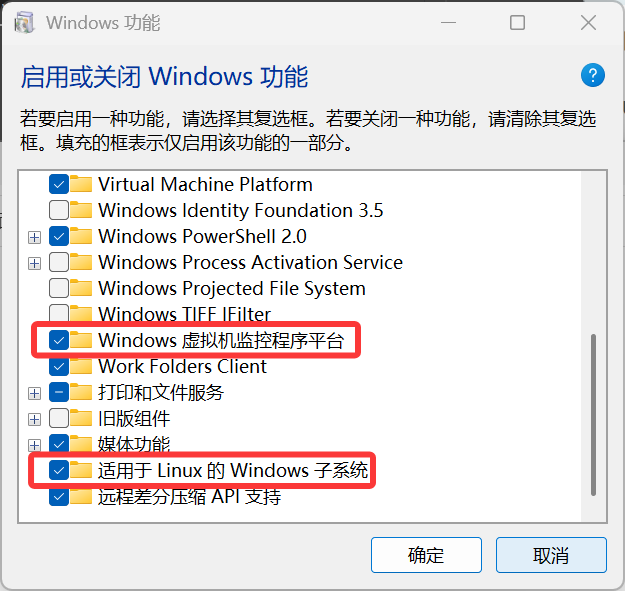 Windows 功能
启用或关闭 Windows 功能
?
若要启用一种功能，请选择其复选框。若要关闭一种功能，请清除其复选
框。填充的框表示仅启用该功能的一部分。
Virtual Machine Platform
Windows Identity Foundation 3.5
Windows PowerShell 2.0
Windows Process Activation Service
Windows Projected File System
Windows TIFF IFilter
Windows 虚拟机监控程序平台
Work Folders Client
打印和文件服务
旧版组件
媒体功能
适用于 Linux 的 Windows 子系统
远程差分压缩 API 支持
确定
取消